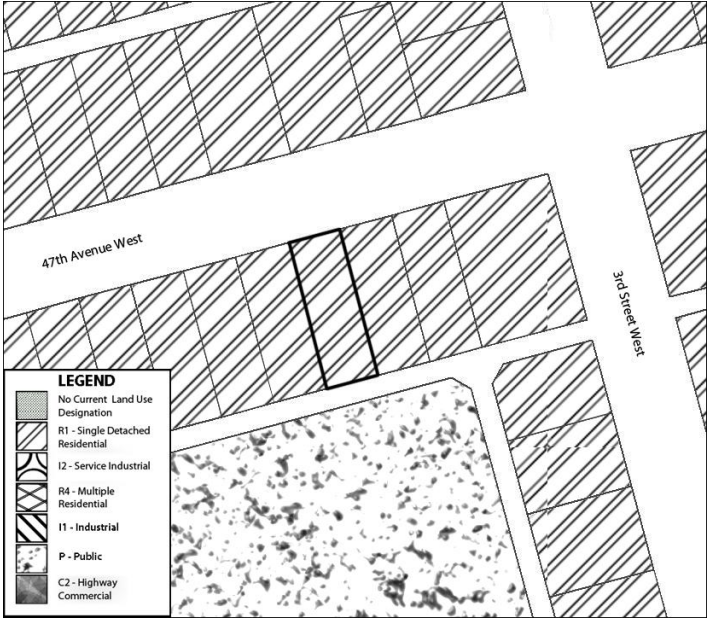 47th Avenue West
3rd Street West
LEGEND
No Current Land Use
Designation
R1 - Single Detached
Residential
I2 - Service Industrial
R4 - Multiple
Residential
I1 - Industrial
P - Public
C2 - Highway
Commercial